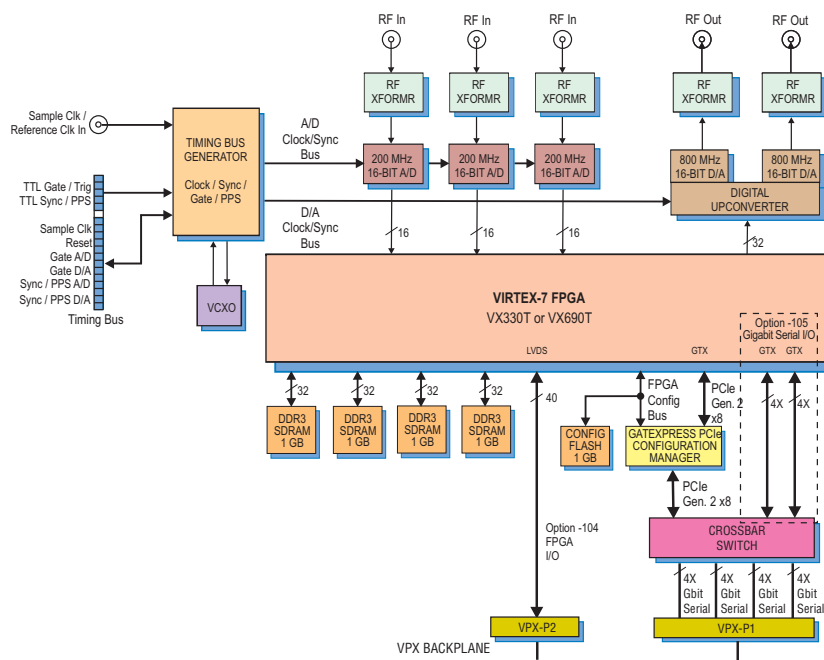 RF In
RF In
RF In
RF Out
RF Out
RF
XFORMR
RF
XFORMR
RF
XFORMR
RF
XFORMR
RF
XFORMR
Sample Clk /
Reference Clk In
TIMING BUS
GENERATOR
Clock / Sync /
Gate / PPS
A/D
Clock/Sync
Bus
200 MHz
16-BIT A/D
200 MHz
16-BIT A/D
200 MHz
16-BIT A/D
800 MHz
16-BIT D/A
800 MHz
16-BIT D/A
DIGITAL
UPCONVERTER
TTL Gate / Trig
TTL Sync / PPS
Sample Clk
Reset
Gate A/D
Gate D/A
Sync / PPS A/D
Sync / PPS D/A
Timing Bus
D/A
Clock/Sync
Bus
16
16
16
32
VCXO
VIRTEX-7 FPGA
VX330T or VX690T
Option -105
Gigabit Serial I/O
LVDS
GTX
GTX
GTX
32
32
32
32
40
FPGA
Config
Bus
PCIe
Gen. 2
x8
4X
4X
DDR3
SDRAM
1 GB
DDR3
SDRAM
1 GB
DDR3
SDRAM
1 GB
DDR3
SDRAM
1 GB
CONFIG
FLASH
1 GB
GATEXPRESS PCIe
CONFIGURATION
MANAGER
PCIe
Gen. 2 x8
Option -104
FPGA
I/O
CROSSBAR
SWITCH
4X
Gbit
Serial
4X
Gbit
Serial
4X
Gbit
Serial
4X
Gbit
Serial
VPX-P2
VPX-P1
VPX BACKPLANE